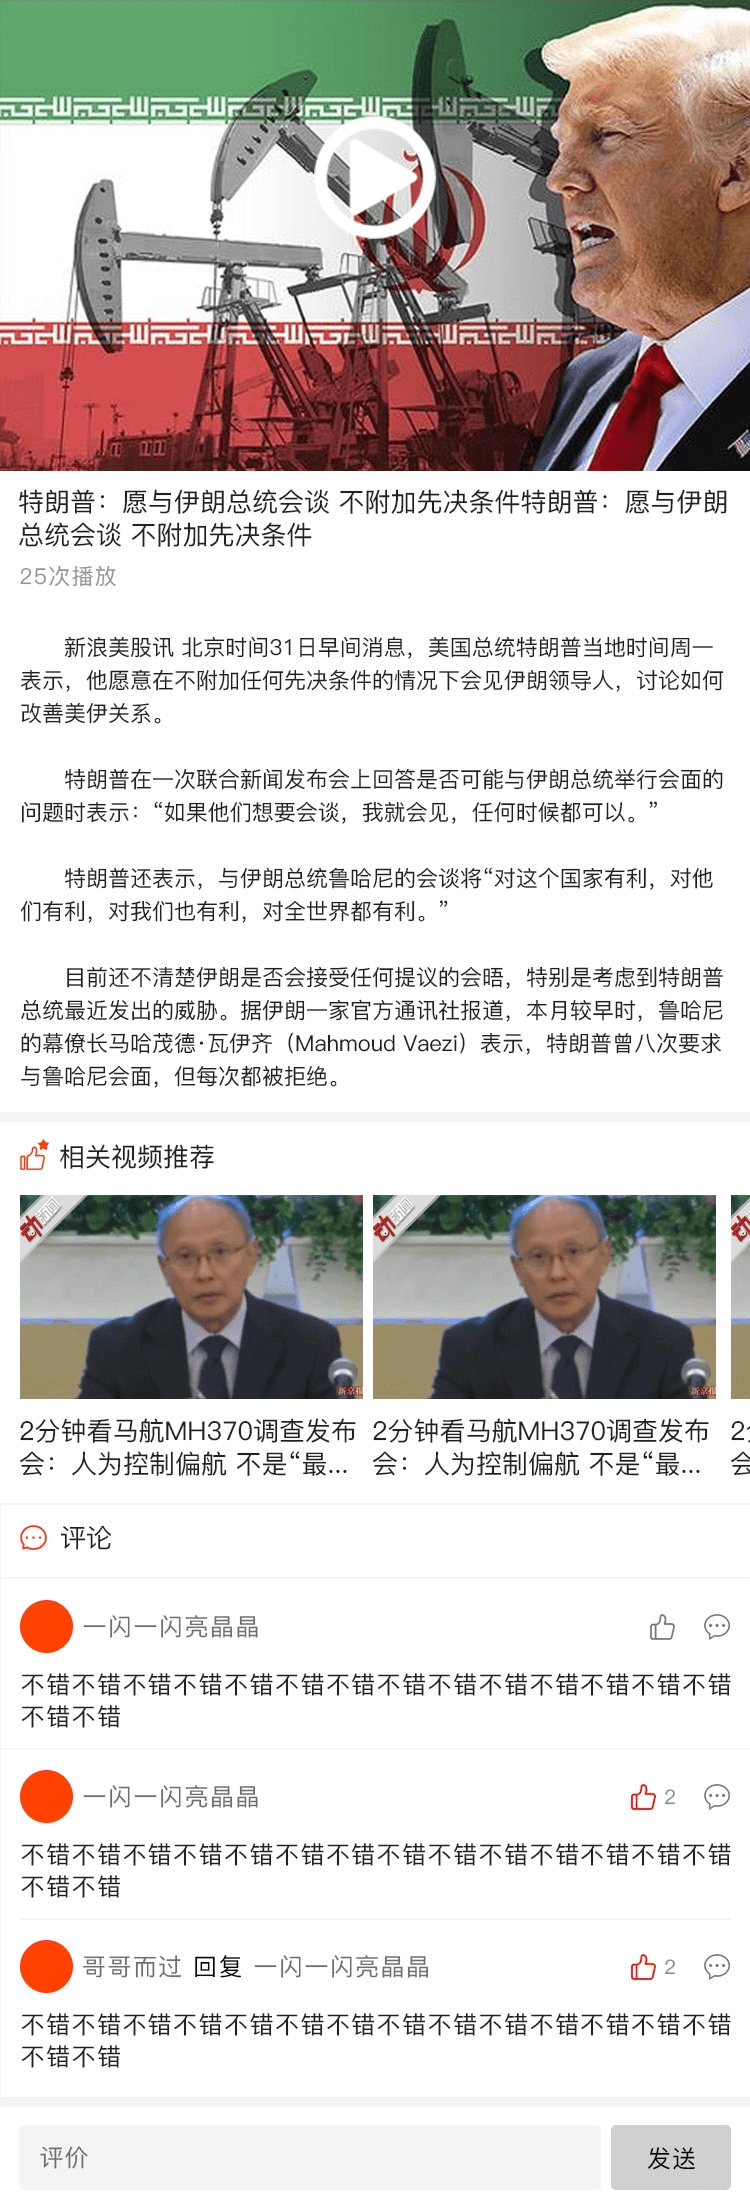 特朗普：愿与伊朗总统会谈 不附加先决条件特朗普：愿与伊朗
总统会谈 不附加先决条件
25次播放
新浪美股讯 北京时间31日早间消息，美国总统特朗普当地时间周一
表示，他愿意在不附加任何先决条件的情况下会见伊朗领导人，讨论如何
改善美伊关系。
特朗普在一次联合新闻发布会上回答是否可能与伊朗总统举行会面的
问题时表示：“如果他们想要会谈，我就会见，任何时候都可以。”
特朗普还表示，与伊朗总统鲁哈尼的会谈将“对这个国家有利，对他
们有利，对我们也有利，对全世界都有利。”
目前还不清楚伊朗是否会接受任何提议的会晤，特别是考虑到特朗普
总统最近发出的威胁。据伊朗一家官方通讯社报道，本月较早时，鲁哈尼
的幕僚长马哈茂德·瓦伊齐（Mahmoud Vaezi）表示，特朗普曾八次要求
与鲁哈尼会面，但每次都被拒绝。
相关视频推荐
动新闻
新京报
动新闻
新京报
2分钟看马航MH370调查发布
会：人为控制偏航 不是“最...
2分钟看马航MH370调查发布
会：人为控制偏航 不是“最...
评论
一闪一闪亮晶晶
不错不错不错不错不错不错不错不错不错不错不错不错不错不错
不错不错
一闪一闪亮晶晶
2
不错不错不错不错不错不错不错不错不错不错不错不错不错不错
不错不错
哥哥而过 回复 一闪一闪亮晶晶
2
不错不错不错不错不错不错不错不错不错不错不错不错不错不错
不错不错
评价
发送